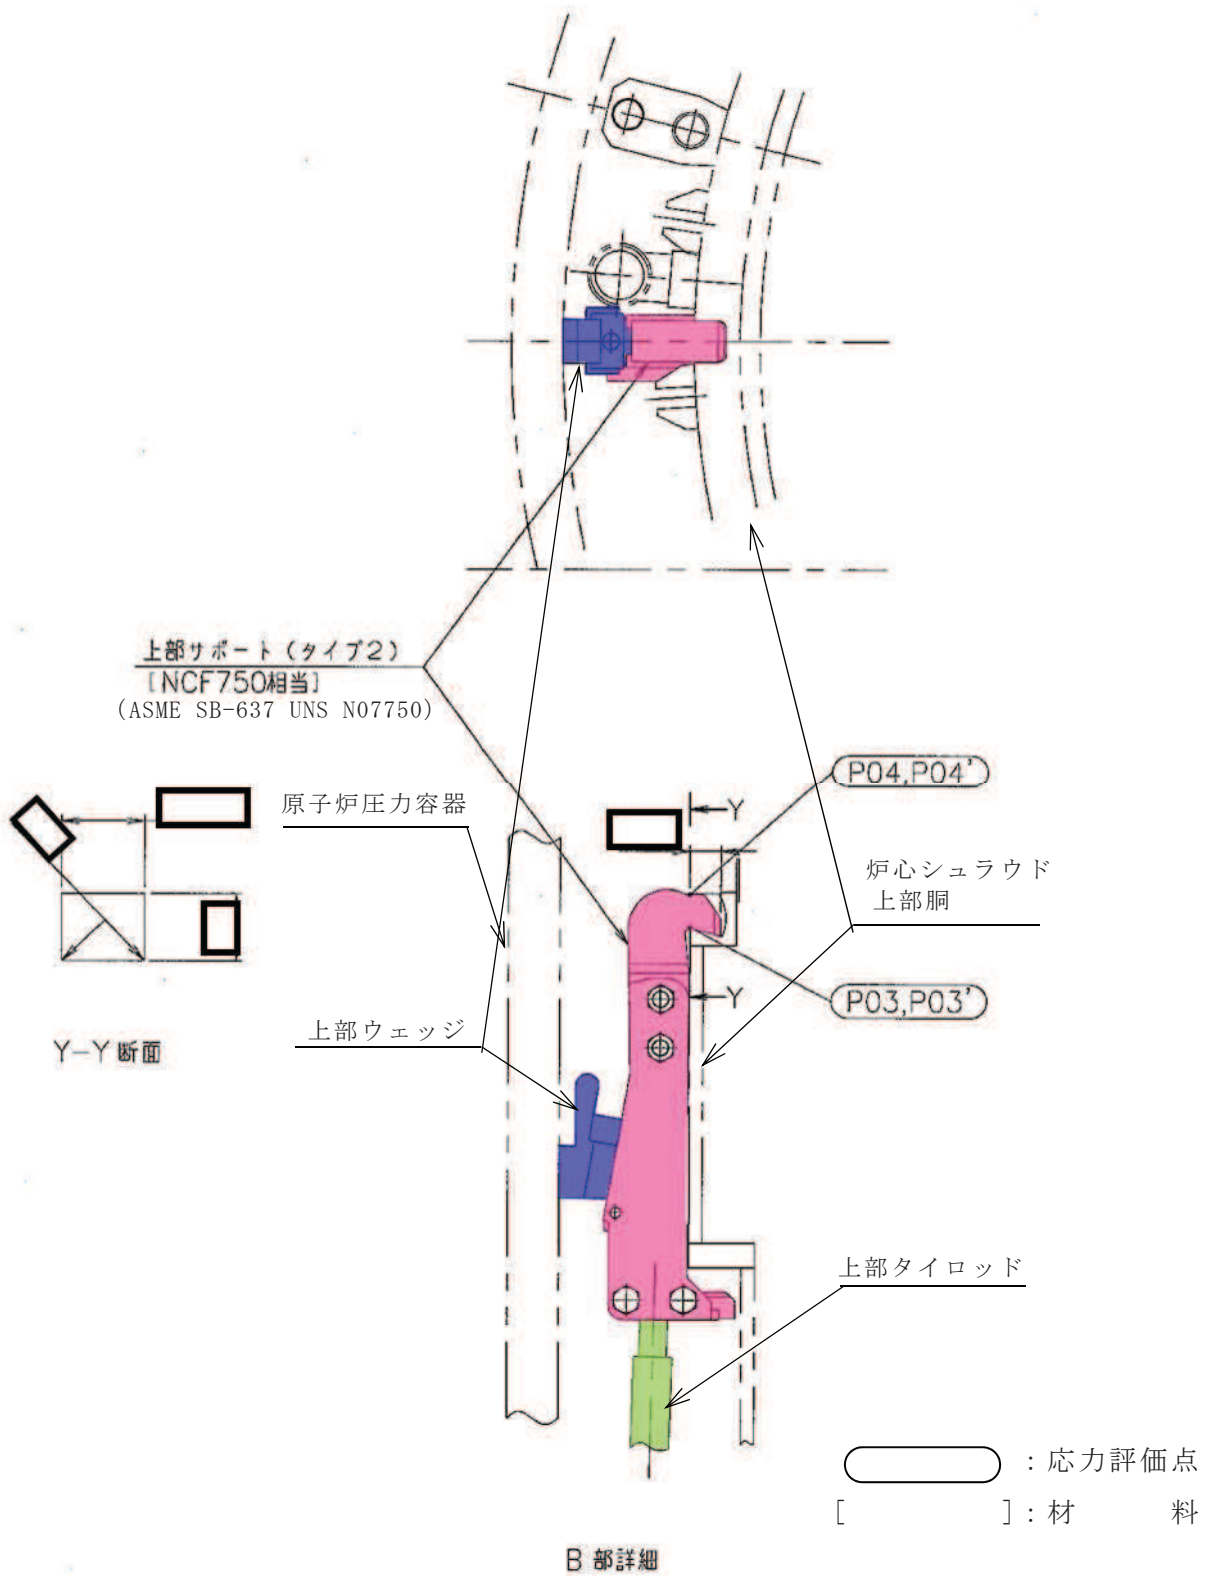 上部サポート（タイプ2）
[NCF750相当]
(ASME SB-637 UNS N07750)
P04,P04'
Y
原子炉圧力容器
炉心シュラウド
上部胴
Y
P03,P03'
上部ウェッジ
Y-Y 断面
上部タイロッド
：応力評価点
[ ]：材 料
B 部詳細